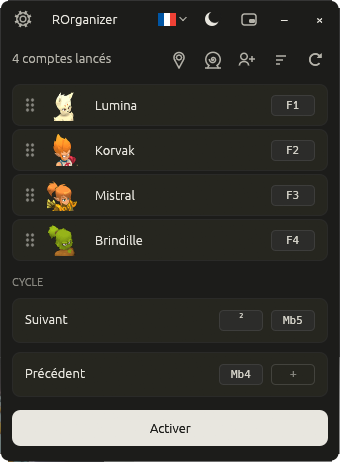 ROrganizer
4 comptes lancés
Lumina F1
Korvak F2
Mistral F3
Brindille F4
CYCLE
Suivant ² Mb5
Précédent Mb4 +
Activer